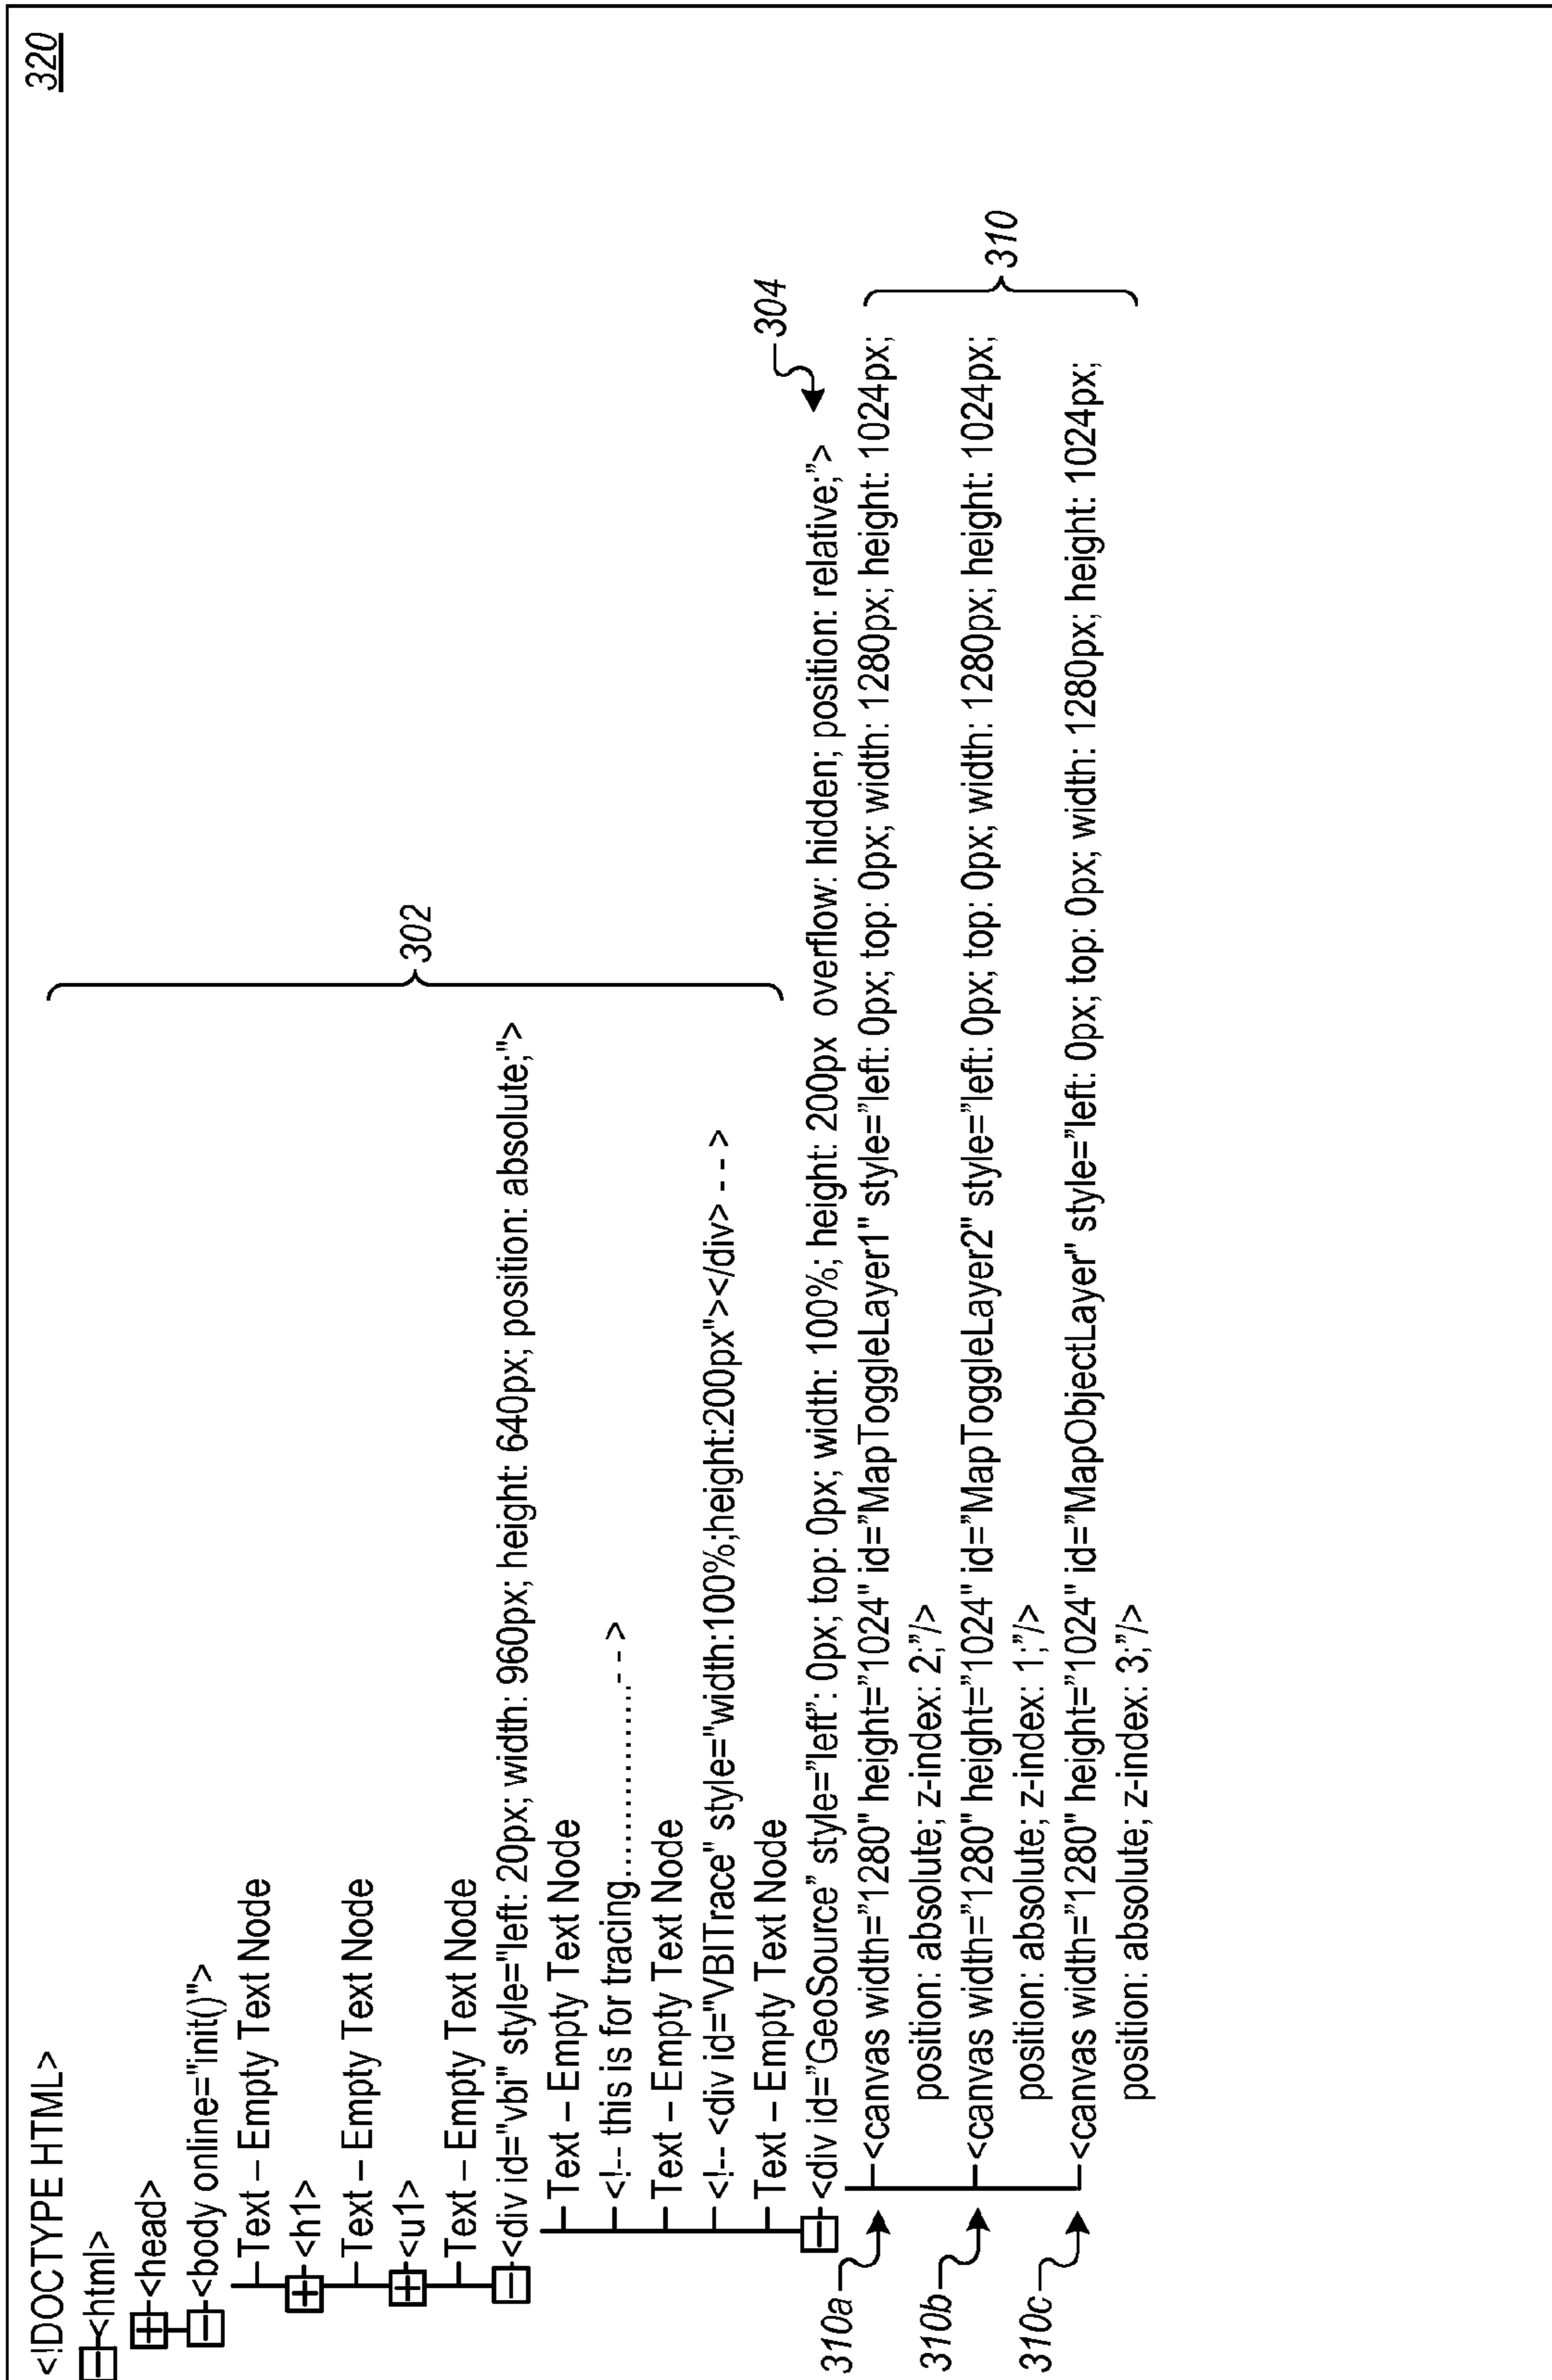 320
<!DOCTYPE HTML>
<html>
<head>
<body online="init()">
Text – Empty Text Node
<h1>
Text – Empty Text Node
<u1>
Text – Empty Text Node
<div id="vbi" style="left: 20px; width: 960px; height: 640px; position: absolute;">
Text – Empty Text Node
<!-- this is for tracing.....................- - >
Text – Empty Text Node
<!-- <div id="VBITrace" style="width:100%;height:200px"></div> - - >
Text – Empty Text Node
302
<div id=”GeoSource” style=”left”: 0px; top: 0px; width: 100%; height: 200px overflow: hidden; position: relative;”>
304
310a
<canvas width=”1280" height=”1024" id=”MapToggleLayer1" style=”left: 0px; top: 0px; width: 1280px; height: 1024px;
position: absolute; z-index: 2;”/>
310b
<canvas width=”1280" height=”1024" id=”MapToggleLayer2" style=”left: 0px; top: 0px; width: 1280px; height: 1024px;
position: absolute; z-index: 1;”/>
310c
<canvas width=”1280" height=”1024" id=”MapObjectLayer" style=”left: 0px; top: 0px; width: 1280px; height: 1024px;
position: absolute; z-index: 3;”/>
310